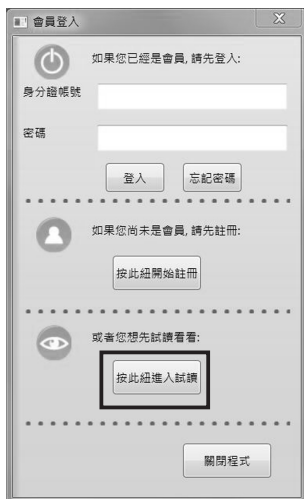 會員登入
如果您已經是會員, 請先登入:
身分證帳號
密碼
登入 忘記密碼
如果您尚未是會員, 請先註冊:
按此紐開始註冊
或者您想先試讀看看:
按此紐進入試讀
關閉程式